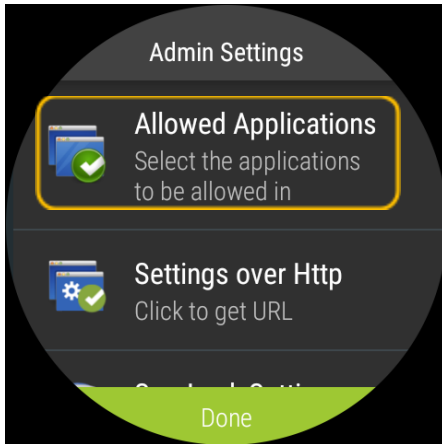 Admin Settings
Allowed Applications
Select the applications
to be allowed in
Settings over Http
Click to get URL
Done